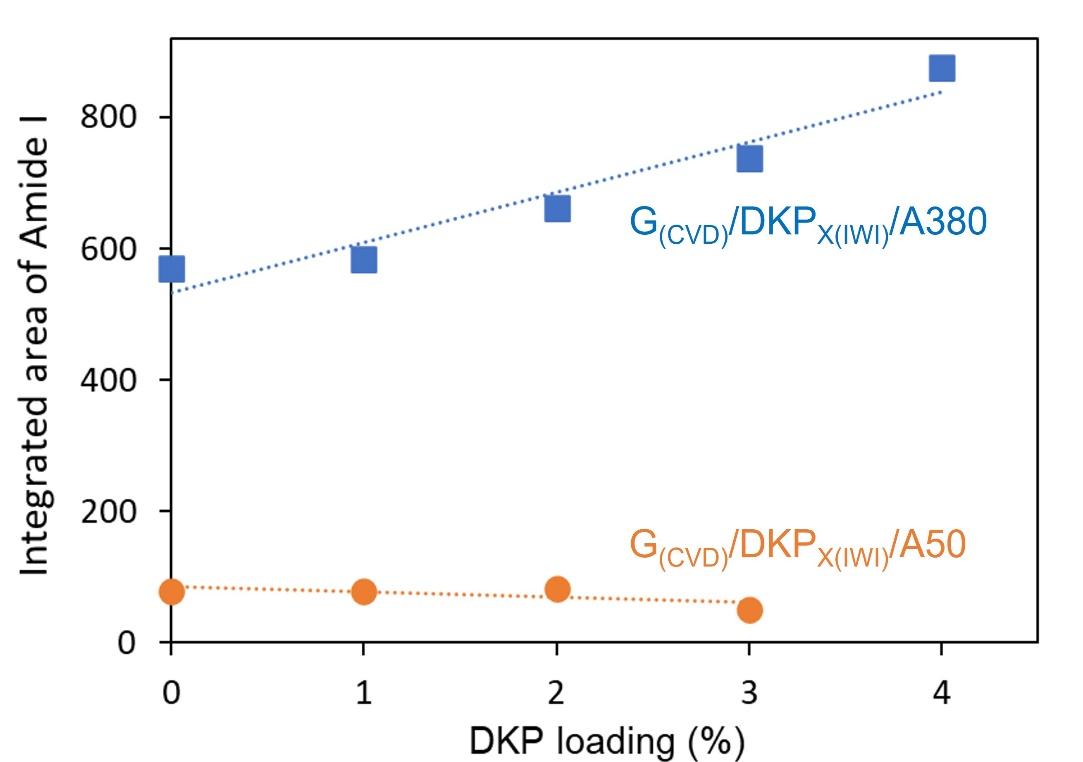 Integrated area of Amide I
800
600
400
200
0
G(CVD)/DKPX(IWI)/A380
G(CVD)/DKPX(IWI)/A50
0 1 2 3 4
DKP loading (%)